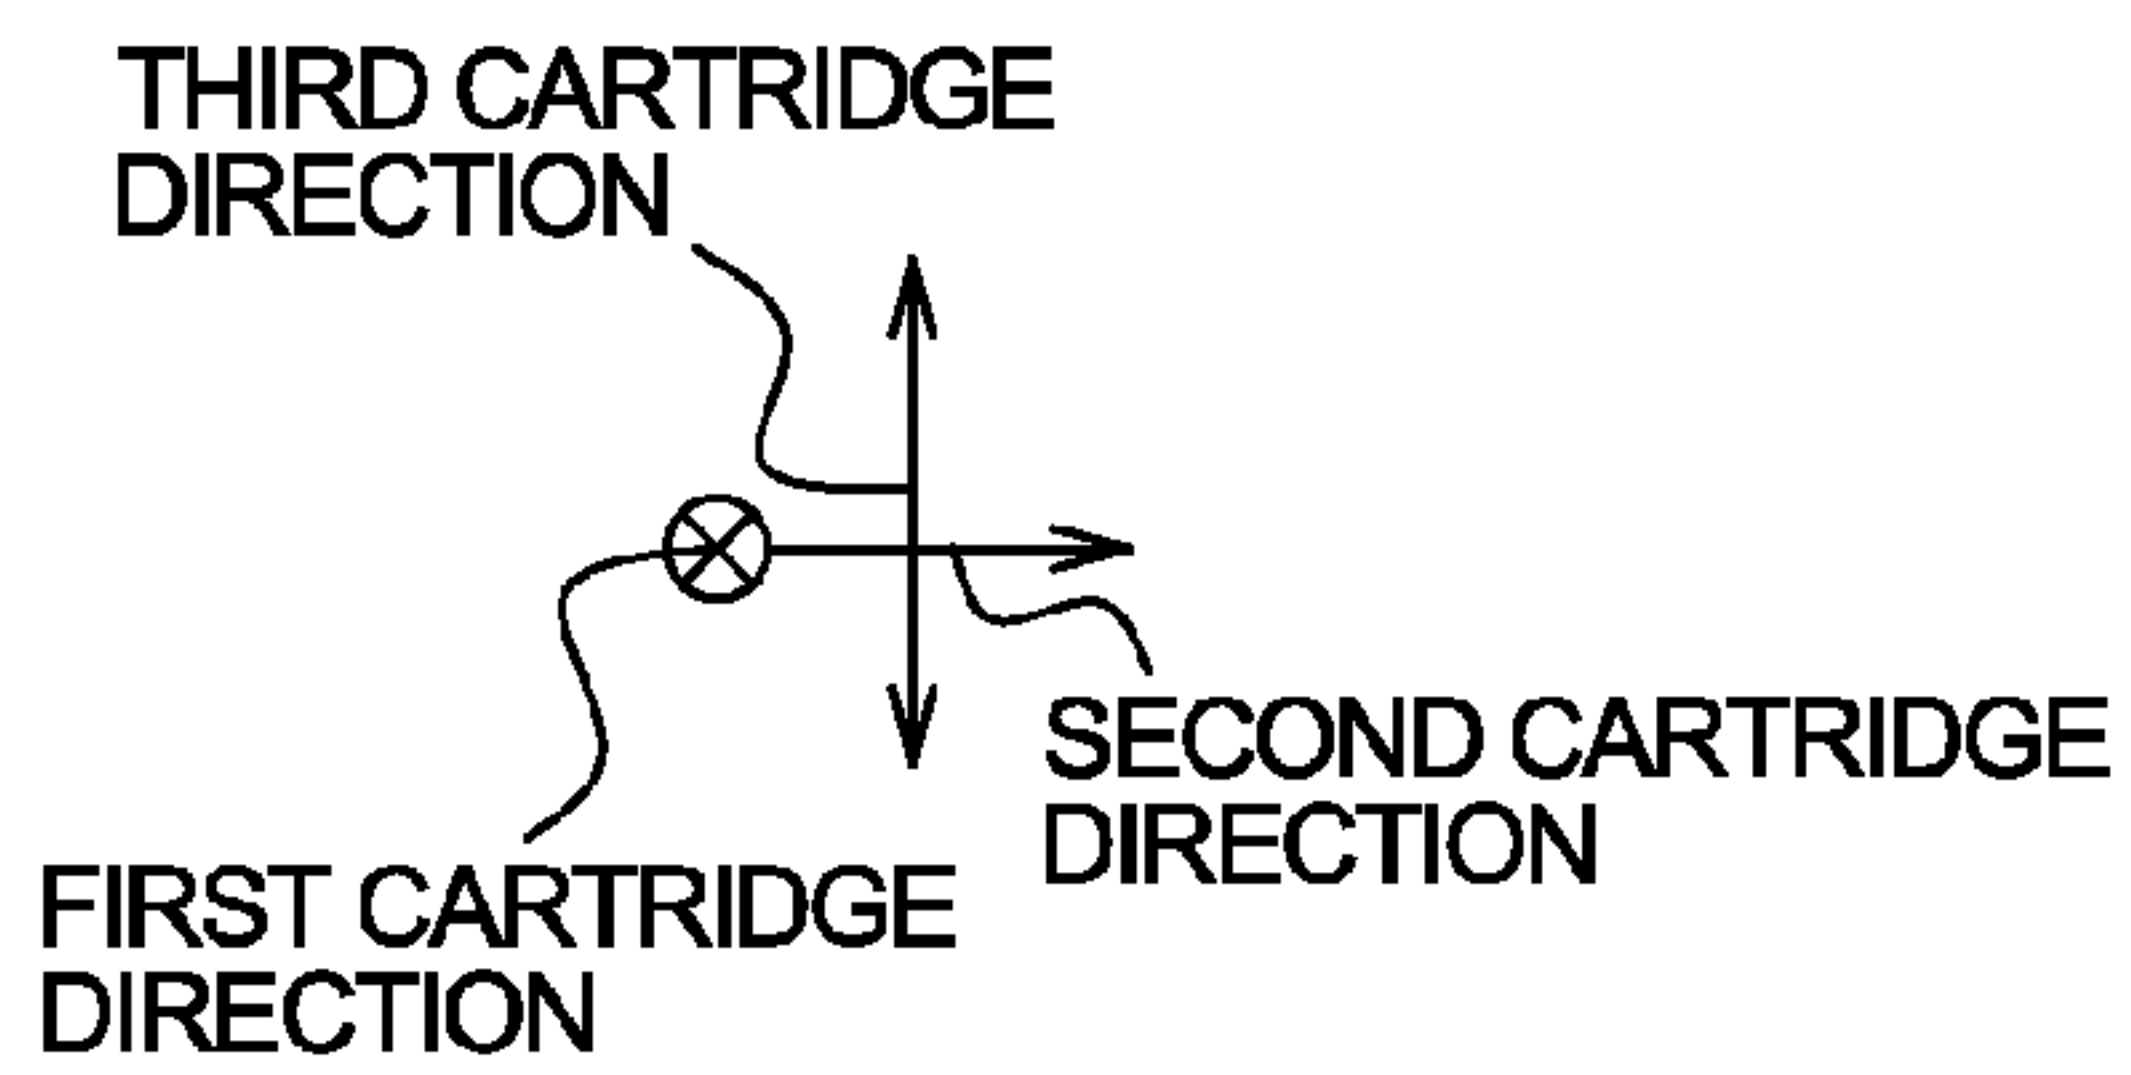 THIRD CARTRIDGE
DIRECTION
SECOND CARTRIDGE
DIRECTION
FIRST CARTRIDGE
DIRECTION